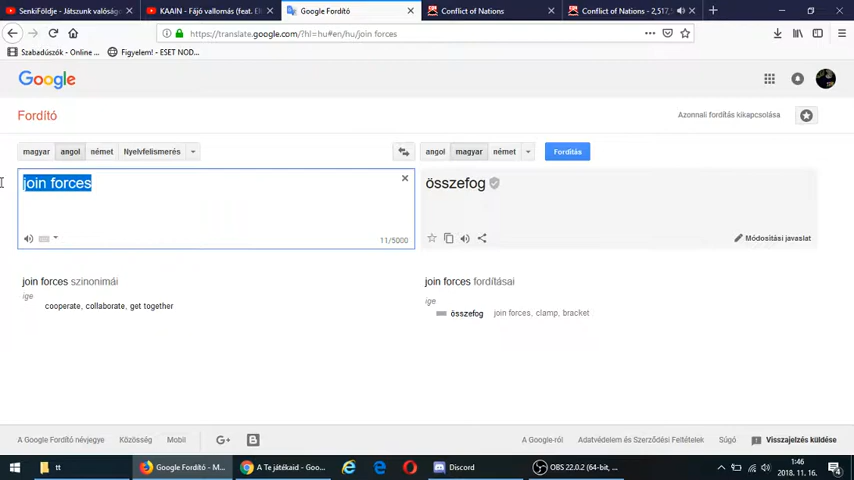 SenkiFöldje - Játszunk valóság
KAAIN - Fájó vallomás (feat. El
Google Fordító
Conflict of Nations
Conflict of Nations - 2,517,
https://translate.google.com/?hl=hu#en/hu/join forces
Szabadúszók - Online ...
Figyelem! - ESET NOD...
Google
Fordító
Azonnali fordítás kikapcsolása
magyar angol német Nyelvfelismerés
angol magyar német Fordítás
join forces
összefog
11/5000
Módosítási javaslat
join forces szinonimái
ige
cooperate, collaborate, get together
join forces fordításai
ige
összefog join forces, clamp, bracket
A Google Fordító névjegye Közösség Mobil G+ B
A Google-ról Adatvédelem és Szerződési Feltételek Súgó Visszajelzés küldése
tt
Google Fordító - M...
A Te játékaid - Goo...
Discord
OBS 22.0.2 (64-bit, ...
1:46
2018. 11. 16.
4